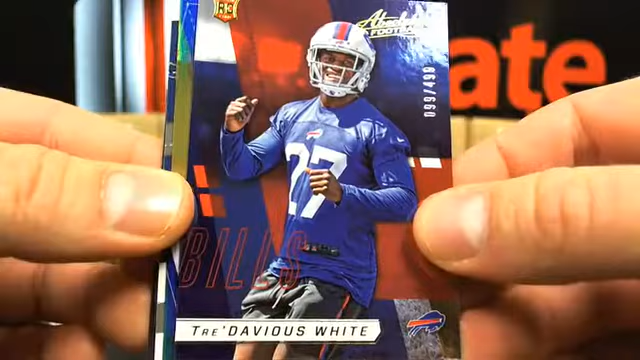 Absolute
FOOTBALL
099/499
ate
27
BILLS
TRE'DAVIOUS WHITE